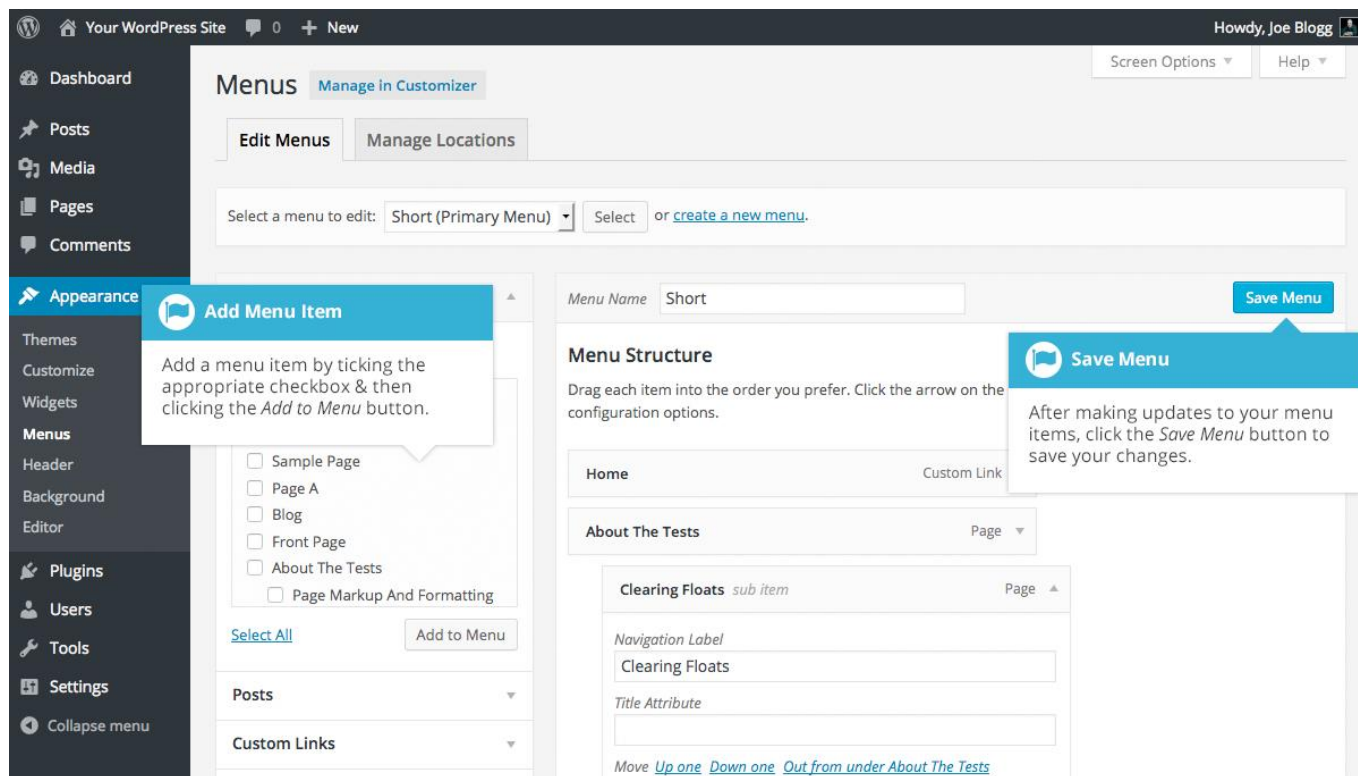 Your WordPress Site 0 + New Howdy, Joe Blogg
Screen Options Help
Dashboard
Posts
Media
Pages
Comments
Appearance
Themes
Customize
Widgets
Menus
Header
Background
Editor
Plugins
Users
Tools
Settings
Collapse menu
Menus Manage in Customizer
Edit Menus Manage Locations
Select a menu to edit: Short (Primary Menu) Select or create a new menu.
Add Menu Item
Add a menu item by ticking the
appropriate checkbox & then
clicking the Add to Menu button.
Sample Page
Page A
Blog
Front Page
About The Tests
Page Markup And Formatting
Select All Add to Menu
Posts
Custom Links
Menu Name Short Save Menu
Menu Structure
Drag each item into the order you prefer. Click the arrow on the
configuration options.
Save Menu
After making updates to your menu
items, click the Save Menu button to
save your changes.
Home Custom Link
About The Tests Page
Clearing Floats sub item Page
Navigation Label
Clearing Floats
Title Attribute
Move Up one Down one Out from under About The Tests